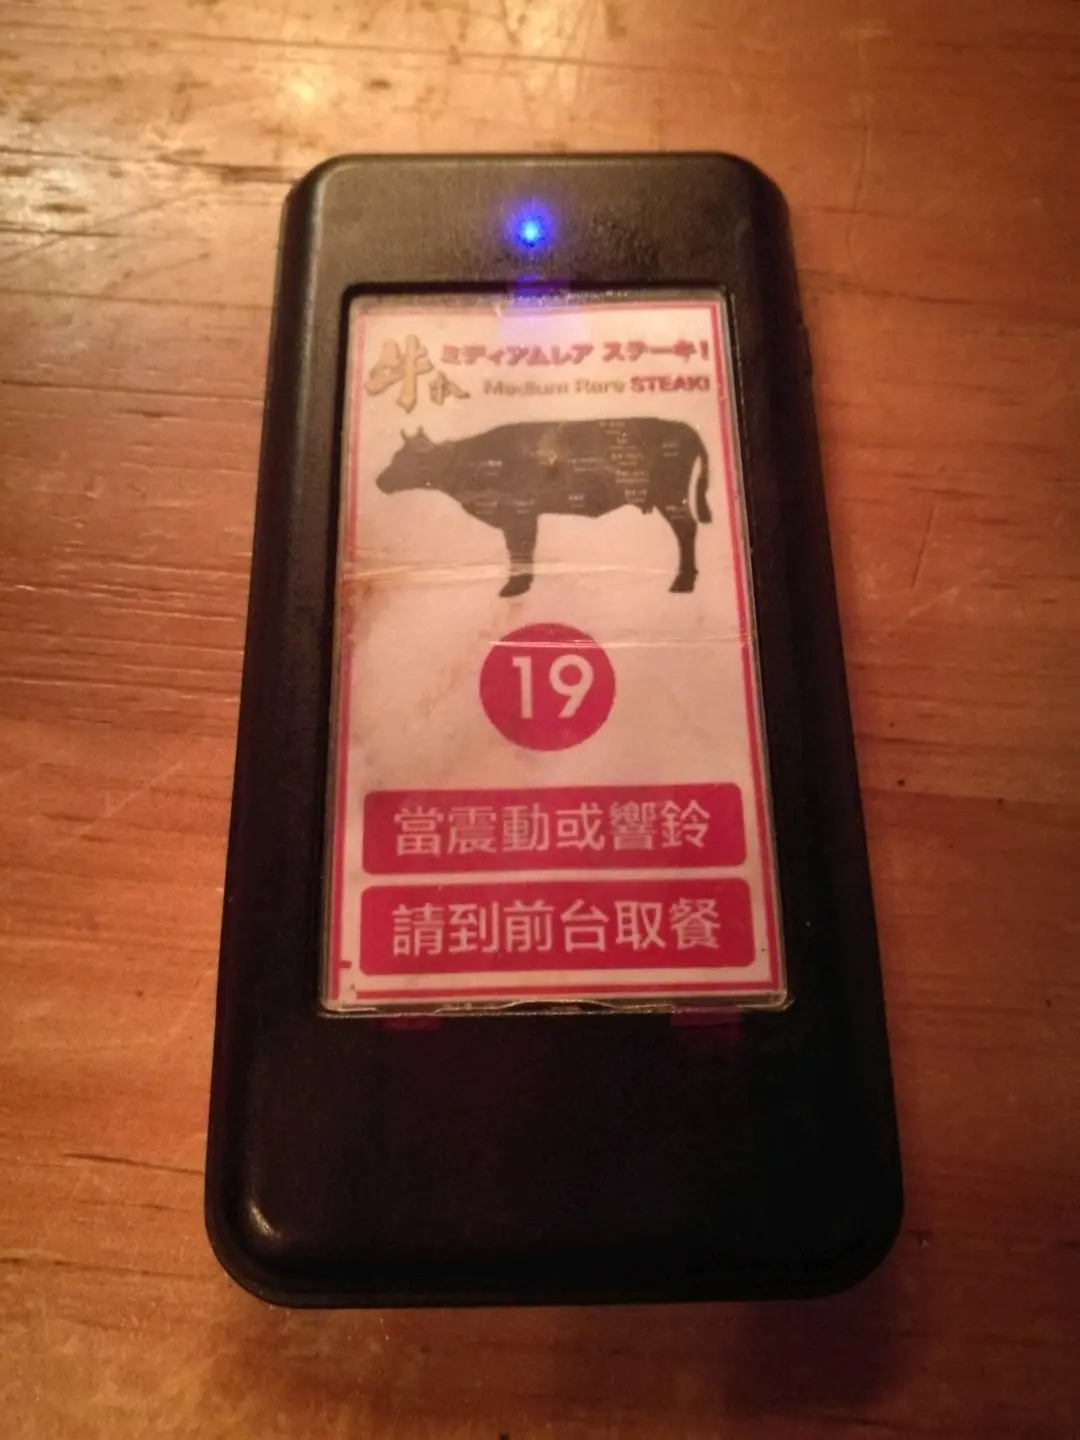 牛
ミディアムレア ステーキ!
Medium Rare STEAK!
19
當震動或響鈴
請到前台取餐